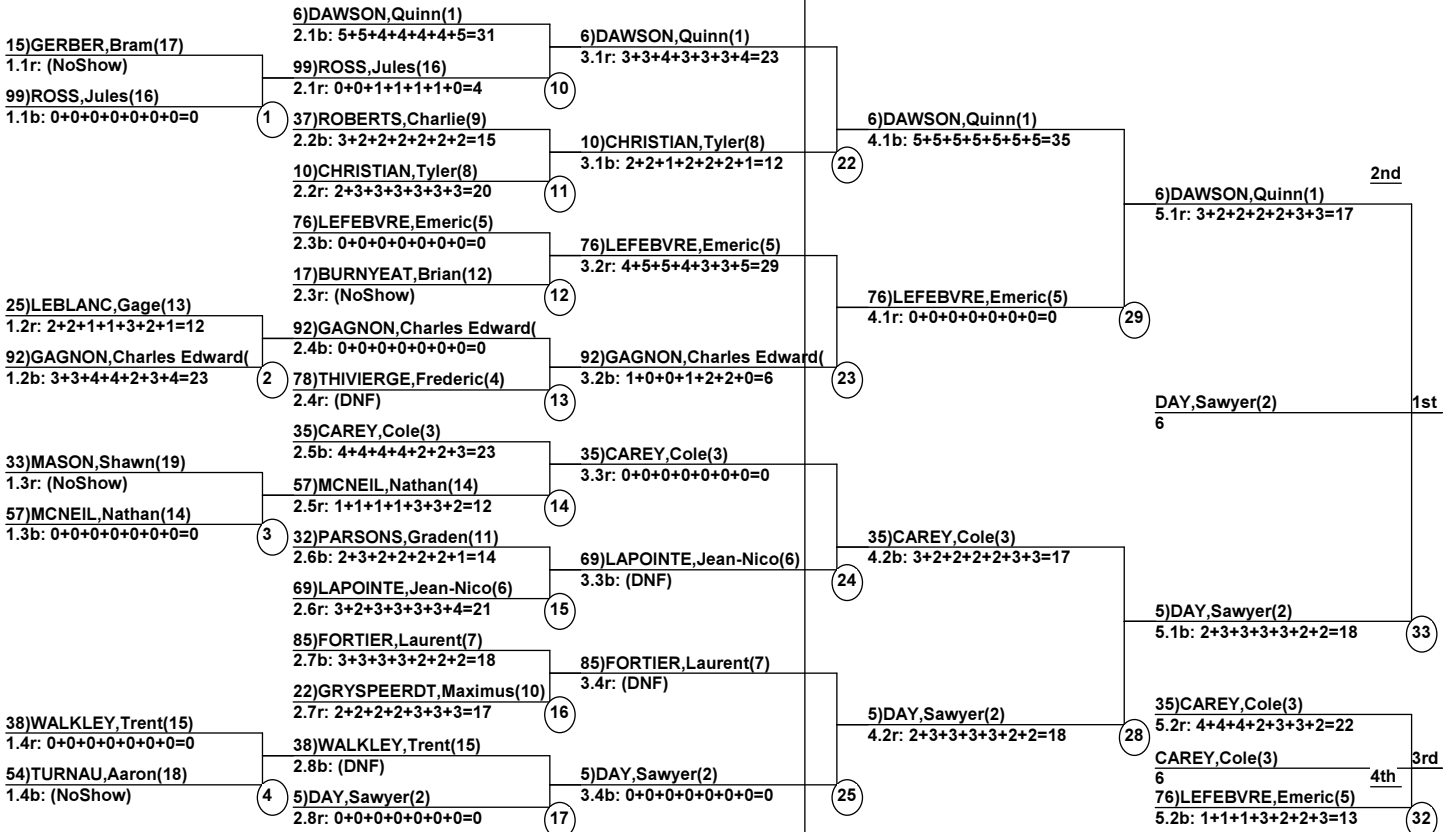 15)GERBER,Bram(17)
1.1r: (NoShow)
99)ROSS,Jules(16)
1.1b: 0+0+0+0+0+0+0=0
1
25)LEBLANC,Gage(13)
1.2r: 2+2+1+1+3+2+1=12
92)GAGNON,Charles Edward(
1.2b: 3+3+4+4+2+3+4=23
2
33)MASON,Shawn(19)
1.3r: (NoShow)
57)MCNEIL,Nathan(14)
1.3b: 0+0+0+0+0+0+0=0
3
38)WALKLEY,Trent(15)
1.4r: 0+0+0+0+0+0+0=0
54)TURNAU,Aaron(18)
1.4b: (NoShow)
4
6)DAWSON,Quinn(1)
2.1b: 5+5+4+4+4+4+5=31
99)ROSS,Jules(16)
2.1r: 0+0+1+1+1+1+0=4
10
37)ROBERTS,Charlie(9)
2.2b: 3+2+2+2+2+2+2=15
10)CHRISTIAN,Tyler(8)
2.2r: 2+3+3+3+3+3+3=20
11
76)LEFEBVRE,Emeric(5)
2.3b: 0+0+0+0+0+0+0=0
17)BURNYEAT,Brian(12)
2.3r: (NoShow)
12
92)GAGNON,Charles Edward(
2.4b: 0+0+0+0+0+0+0=0
78)THIVIERGE,Frederic(4)
2.4r: (DNF)
13
35)CAREY,Cole(3)
2.5b: 4+4+4+4+2+2+3=23
57)MCNEIL,Nathan(14)
2.5r: 1+1+1+1+3+3+2=12
14
32)PARSONS,Graden(11)
2.6b: 2+3+2+2+2+2+1=14
69)LAPOINTE,Jean-Nico(6)
2.6r: 3+2+3+3+3+3+4=21
15
85)FORTIER,Laurent(7)
2.7b: 3+3+3+3+2+2+2=18
22)GRYSPEERDT,Maximus(10)
2.7r: 2+2+2+2+3+3+3=17
16
38)WALKLEY,Trent(15)
2.8b: (DNF)
5)DAY,Sawyer(2)
2.8r: 0+0+0+0+0+0+0=0
17
6)DAWSON,Quinn(1)
3.1r: 3+3+4+3+3+3+4=23
10)CHRISTIAN,Tyler(8)
3.1b: 2+2+1+2+2+2+1=12
22
76)LEFEBVRE,Emeric(5)
3.2r: 4+5+5+4+3+3+5=29
92)GAGNON,Charles Edward(
3.2b: 1+0+0+1+2+2+0=6
23
35)CAREY,Cole(3)
3.3r: 0+0+0+0+0+0+0=0
69)LAPOINTE,Jean-Nico(6)
3.3b: (DNF)
24
85)FORTIER,Laurent(7)
3.4r: (DNF)
5)DAY,Sawyer(2)
3.4b: 0+0+0+0+0+0+0=0
25
6)DAWSON,Quinn(1)
4.1b: 5+5+5+5+5+5+5=35
76)LEFEBVRE,Emeric(5)
4.1r: 0+0+0+0+0+0+0=0
29
35)CAREY,Cole(3)
4.2b: 3+2+2+2+2+3+3=17
5)DAY,Sawyer(2)
4.2r: 2+3+3+3+3+2+2=18
28
2nd
6)DAWSON,Quinn(1)
5.1r: 3+2+2+2+2+3+3=17
DAY,Sawyer(2)
1st
6
5)DAY,Sawyer(2)
5.1b: 2+3+3+3+3+2+2=18
33
35)CAREY,Cole(3)
5.2r: 4+4+4+2+3+3+2=22
CAREY,Cole(3)
3rd
6
4th
76)LEFEBVRE,Emeric(5)
5.2b: 1+1+1+3+2+2+3=13
32